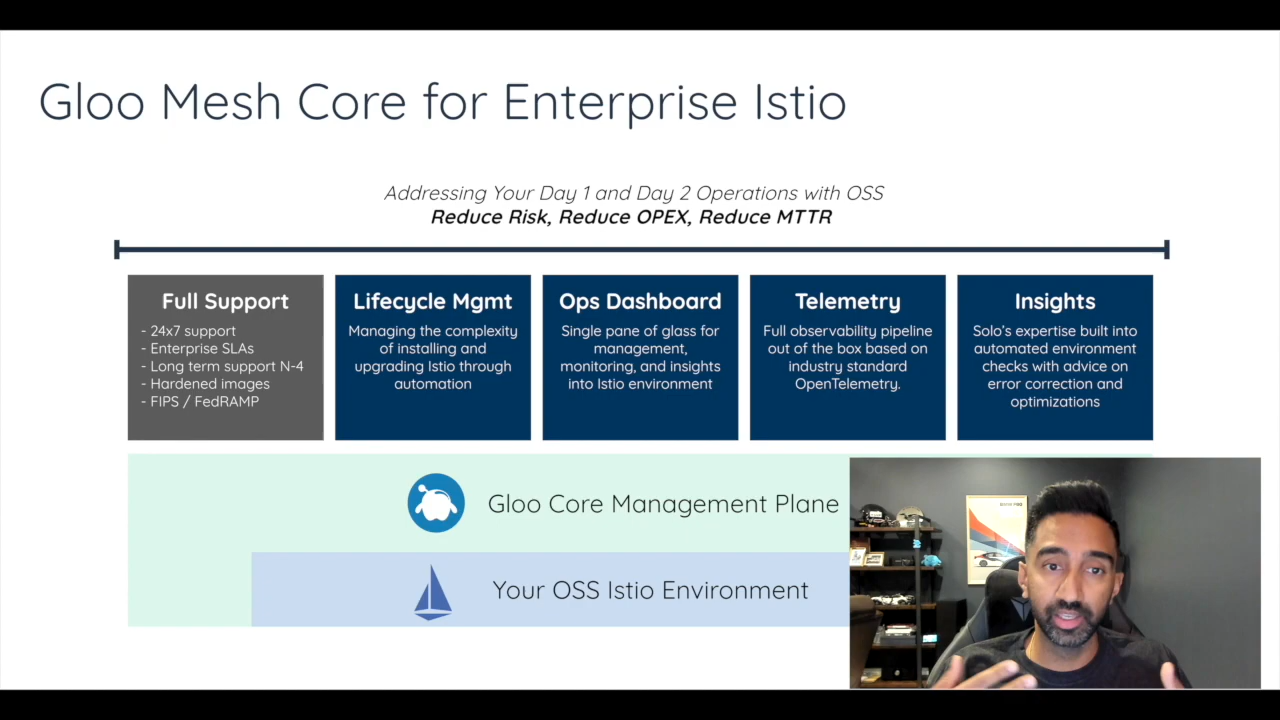 Gloo Mesh Core for Enterprise Istio
Addressing Your Day 1 and Day 2 Operations with OSS
Reduce Risk, Reduce OPEX, Reduce MTTR
Full Support
- 24x7 support
- Enterprise SLAs
- Long term support N-4
- Hardened images
- FIPS / FedRAMP
Lifecycle Mgmt
Managing the complexity
of installing and
upgrading Istio through
automation
Ops Dashboard
Single pane of glass for
management,
monitoring, and insights
into Istio environment
Telemetry
Full observability pipeline
out of the box based on
industry standard
OpenTelemetry.
Insights
Solo's expertise built into
automated environment
checks with advice on
error correction and
optimizations
Gloo Core Management Plane
Your OSS Istio Environment